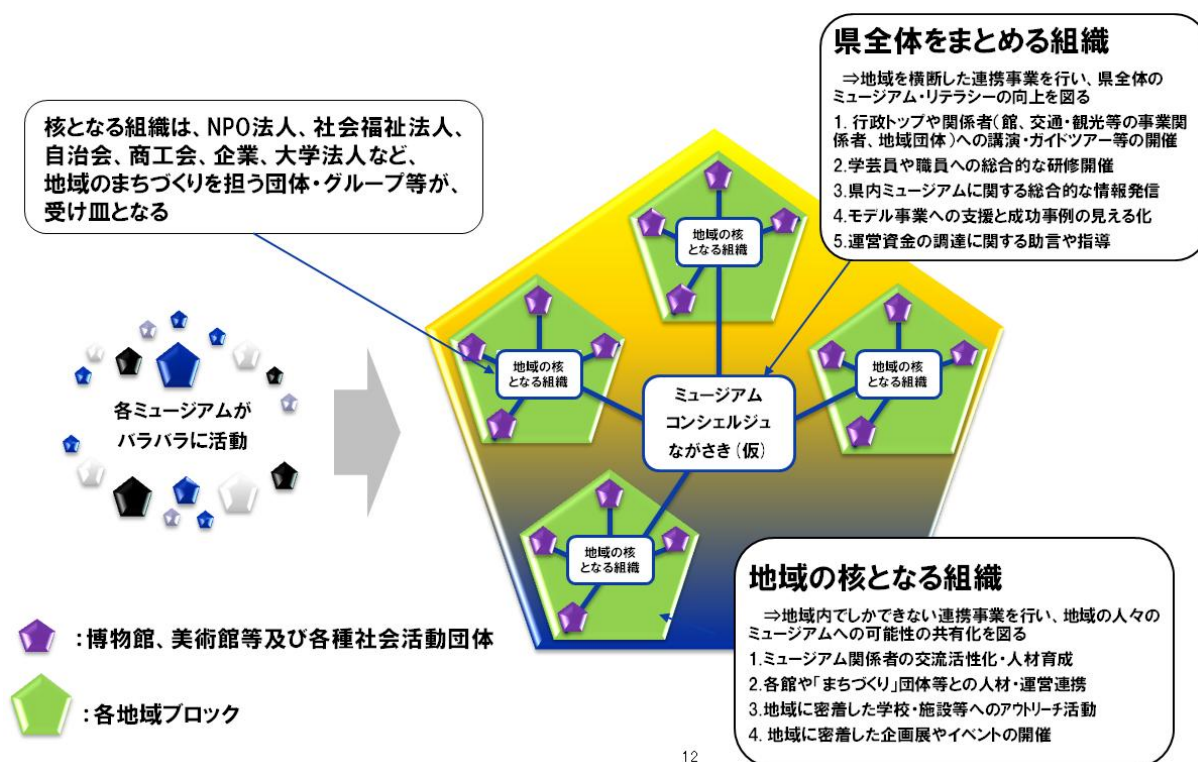 県全体をまとめる組織
⇒地域を横断した連携事業を行い、県全体の
ミュージアム・リテラシーの向上を図る
1. 行政トップや関係者(館、交通・観光等の事業関
係者、地域団体)への講演・ガイドツアー等の開催
2.学芸員や職員への総合的な研修開催
3.県内ミュージアムに関する総合的な情報発信
4.モデル事業への支援と成功事例の見える化
5.運営資金の調達に関する助言や指導
核となる組織は、NPO法人、社会福祉法人、
自治会、商工会、企業、大学法人など、
地域のまちづくりを担う団体・グループ等が、
受け皿となる
地域の核
となる組織
地域の核
となる組織
地域の核
となる組織
ミュージアム
コンシェルジュ
ながさき(仮)
各ミュージアムが
バラバラに活動
地域の核
となる組織
地域の核となる組織
⇒地域内でしかできない連携事業を行い、地域の人々の
ミュージアムへの可能性の共有化を図る
1.ミュージアム関係者の交流活性化・人材育成
2.各館や「まちづくり」団体等との人材・運営連携
3.地域に密着した学校・施設等へのアウトリーチ活動
4. 地域に密着した企画展やイベントの開催
:博物館、美術館等及び各種社会活動団体
:各地域ブロック
12